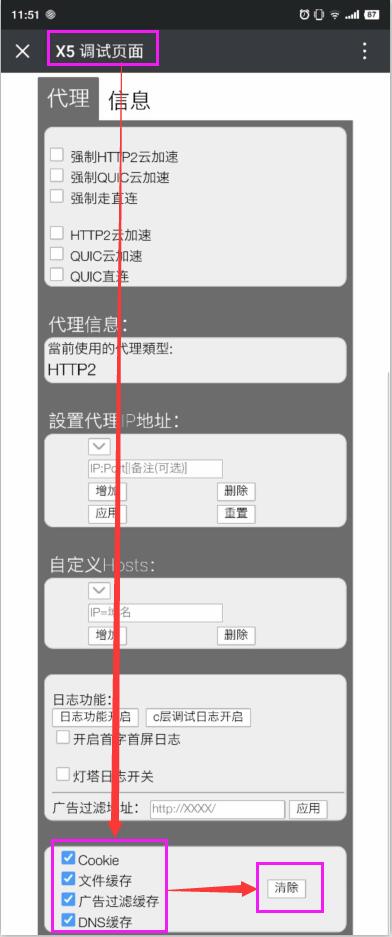 11:51 87
X5 调试页面
代理 信息
强制HTTP2云加速
强制QUIC云加速
强制走直连
HTTP2云加速
QUIC云加速
QUIC直连
代理信息:
當前使用的代理類型:
HTTP2
設置代理IP地址:
IP:Port[|备注(可选)]
增加 删除
应用 重置
自定义Hosts:
IP=域名
增加 删除
日志功能:
日志功能开启 c层调试日志开启
开启首字首屏日志
灯塔日志开关
广告过滤地址: http://XXXX/ 应用
Cookie
文件缓存
广告过滤缓存 清除
DNS缓存